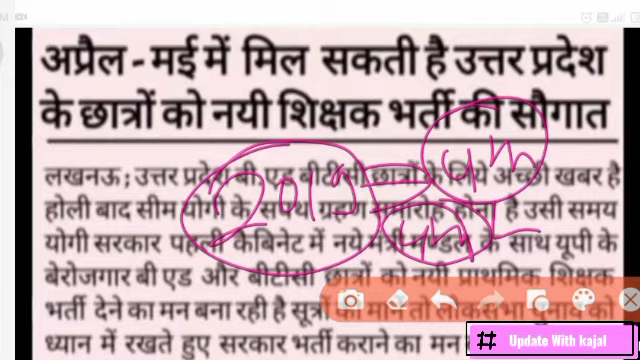 अप्रैल - मई में मिल सकती है उत्तर प्रदेश
के छात्रों को नयी शिक्षक भर्ती की सौगात
लखनऊ ; उत्तर प्रदेश बी एड बीटीसी छात्रों के लिये अच्छी खबर है
होली बाद सीम योगी के सपथ ग्रहण समारोह होना है उसी समय
योगी सरकार पहली कैबिनेट में नये मंत्री मण्डल के साथ यूपी के
बेरोजगार बी एड और बीटीसी छात्रों को नयी प्राथमिक शिक्षक
भर्ती देने का मन बना रही है सूत्रों की माने तो लोकसभा चुनाव को
ध्यान में रखते हुए सरकार भर्ती कराने का मन
2019
# Update With kajal